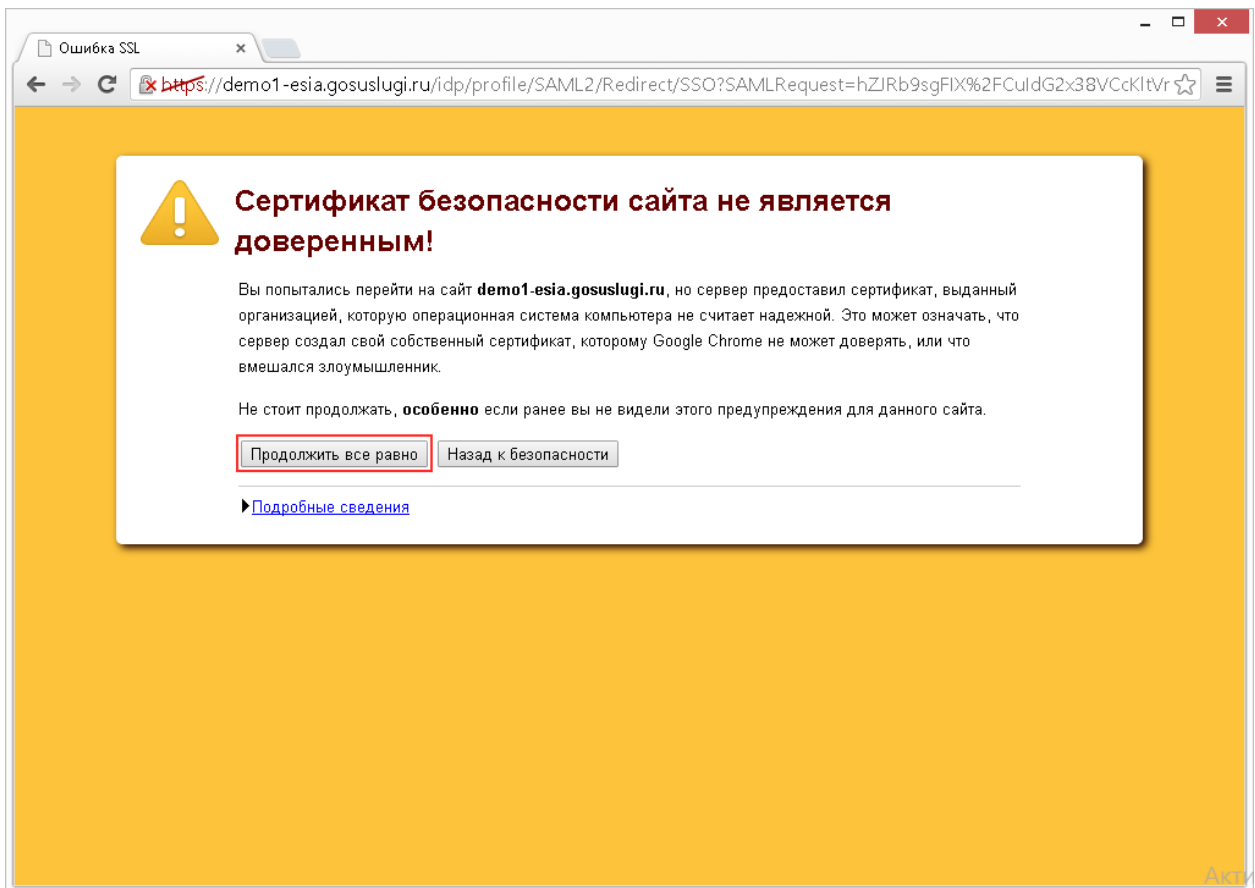 Ошибка SSL
https://demo1-esia.gosuslugi.ru/idp/profile/SAML2/Redirect/SSO?SAMLRequest=hZJRb9sgFIX%2FCuIdG2x38VCcKltVr
Сертификат безопасности сайта не является
доверенным!
Вы попытались перейти на сайт demo1-esia.gosuslugi.ru, но сервер предоставил сертификат, выданный
организацией, которую операционная система компьютера не считает надежной. Это может означать, что
сервер создал свой собственный сертификат, которому Google Chrome не может доверять, или что
вмешался злоумышленник.
Не стоит продолжать, особенно если ранее вы не видели этого предупреждения для данного сайта.
Продолжить все равно Назад к безопасности
Подробные сведения